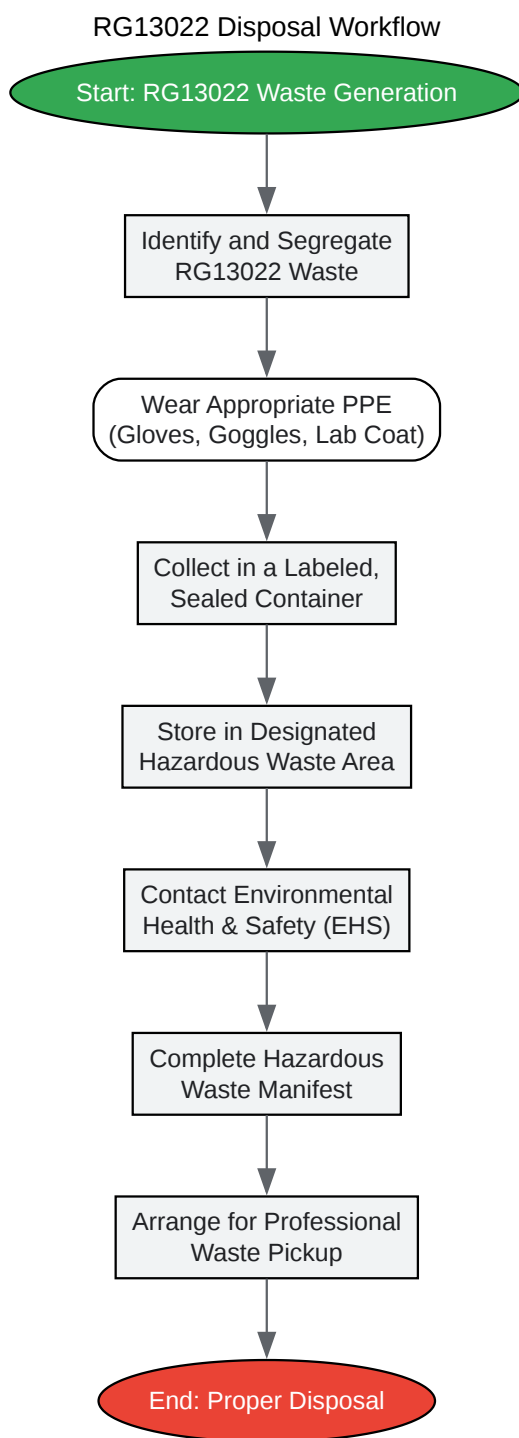 RG13022 Disposal Workflow
Start: RG13022 Waste Generation
Identify and Segregate
RG13022 Waste
Wear Appropriate PPE
(Gloves, Goggles, Lab Coat)
Collect in a Labeled,
Sealed Container
Store in Designated
Hazardous Waste Area
Contact Environmental
Health & Safety (EHS)
Complete Hazardous
Waste Manifest
Arrange for Professional
Waste Pickup
End: Proper Disposal